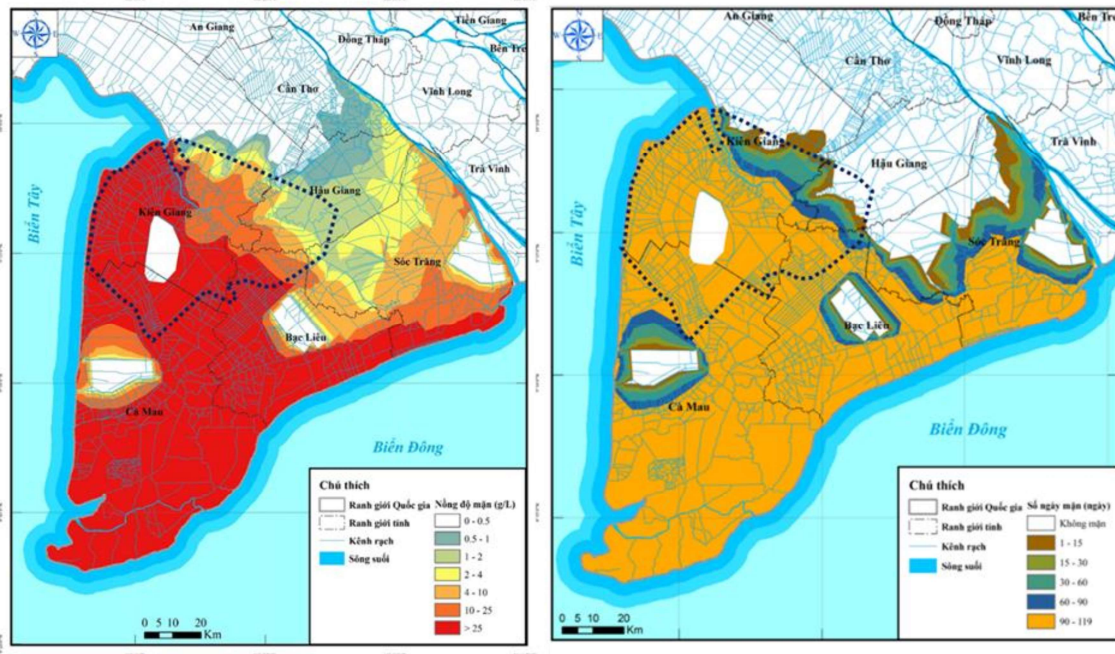 An Giang
Tiền Giang
Đồng Tháp
Bến Tre
Cần Thơ
Vĩnh Long
Trà Vinh
Hậu Giang
Kiên Giang
Sóc Trăng
Bạc Liêu
Cà Mau
Biển Tây
Biển Đông
Chú thích
Ranh giới Quốc gia
Ranh giới tỉnh
Kênh rạch
Sông suối
Nồng độ mặn (g/L)
0 - 0.5
0.5 - 1
1 - 2
2 - 4
4 - 10
10 - 25
> 25
0 5 10 20
Km
An Giang
Đồng Tháp
Bến Tre
Cần Thơ
Vĩnh Long
Kiên Giang
Trà Vinh
Hậu Giang
Sóc Trăng
Bạc Liêu
Cà Mau
Biển Tây
Biển Đông
Chú thích
Ranh giới Quốc gia
Ranh giới tỉnh
Kênh rạch
Sông suối
Số ngày mặn (ngày)
Không mặn
1 - 15
15 - 30
30 - 60
60 - 90
90 - 119
0 5 10 20
Km